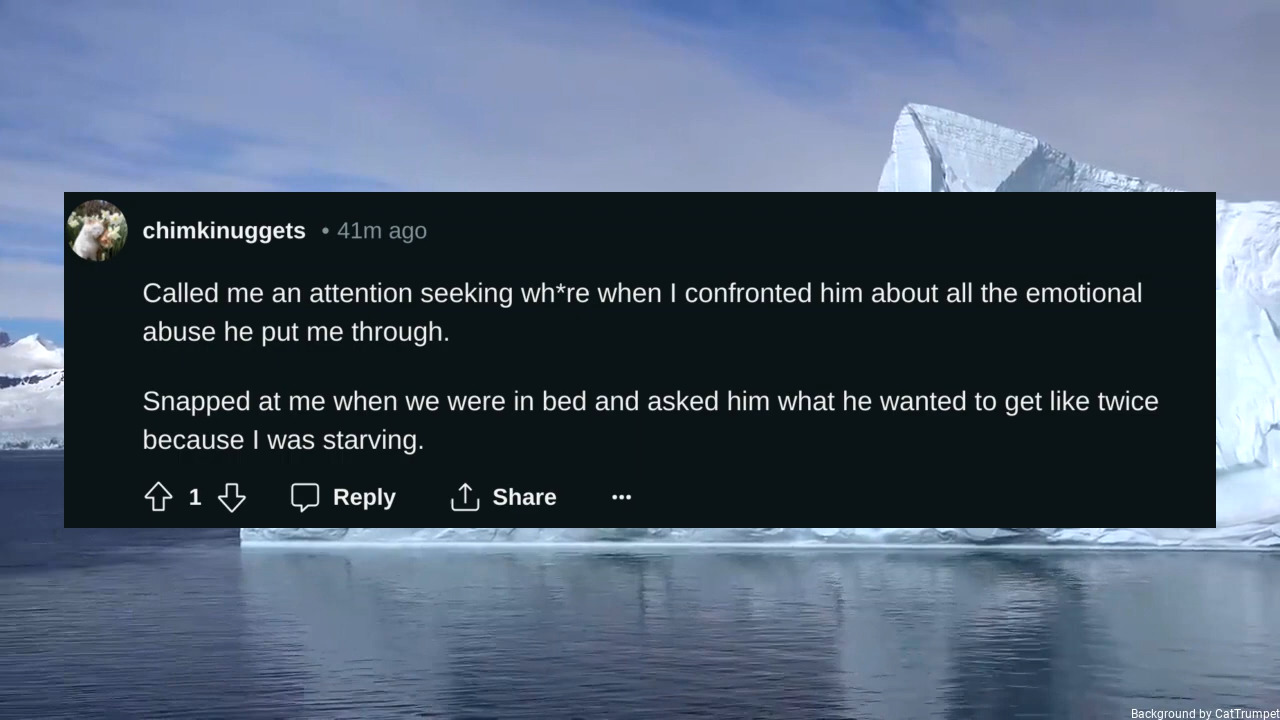 chimkinuggets • 41m ago
Called me an attention seeking wh*re when I confronted him about all the emotional
abuse he put me through.
Snapped at me when we were in bed and asked him what he wanted to get like twice
because I was starving.
1 Reply Share ...
Background by CatTrumpet